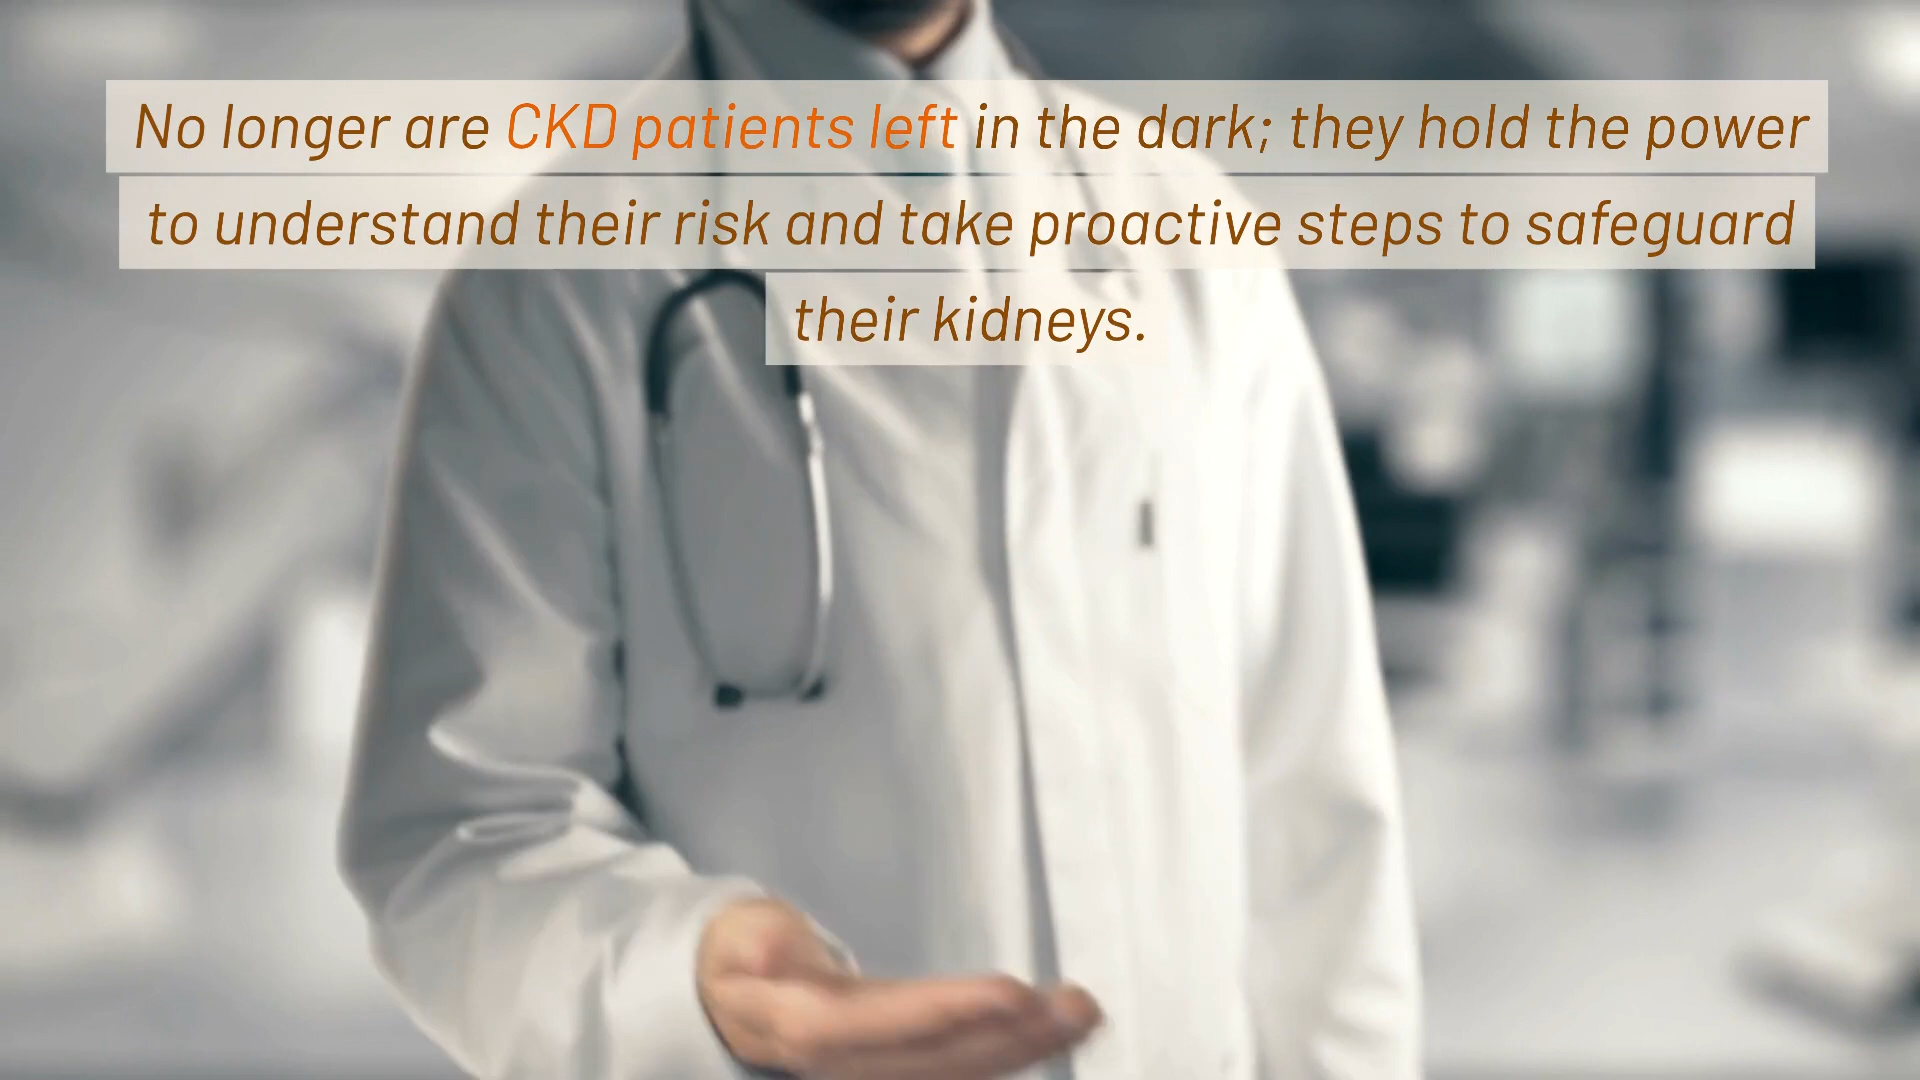 No longer are CKD patients left in the dark; they hold the power
to understand their risk and take proactive steps to safeguard
their kidneys.